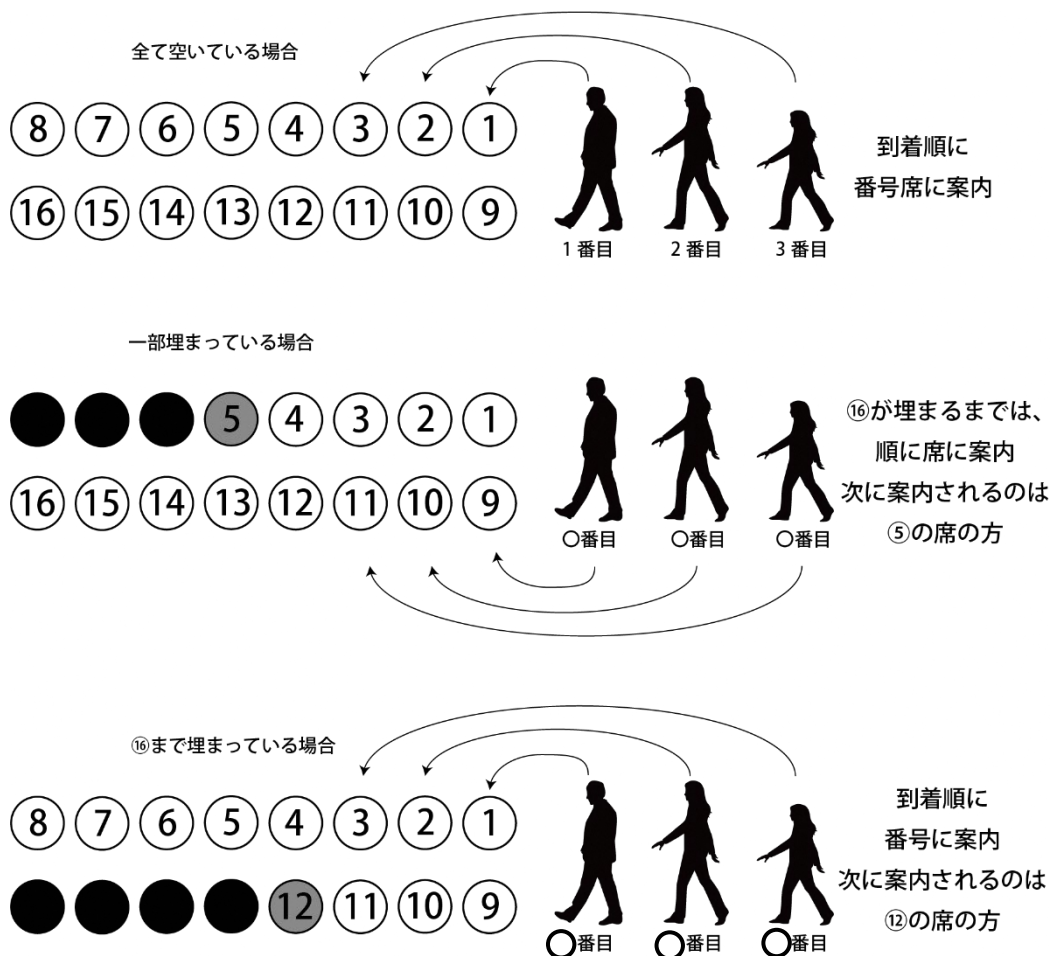 全て空いている場合
8 7 6 5 4 3 2 1
16 15 14 13 12 11 10 9
1 番目 2 番目 3 番目
到着順に
番号席に案内
一部埋まっている場合
5 4 3 2 1
16 15 14 13 12 11 10 9
○番目 ○番目 ○番目
⑯が埋まるまでは、
順に席に案内
次に案内されるのは
⑤の席の方
⑯まで埋まっている場合
8 7 6 5 4 3 2 1
12 11 10 9
○番目 ○番目 ○番目
到着順に
番号に案内
次に案内されるのは
⑫の席の方